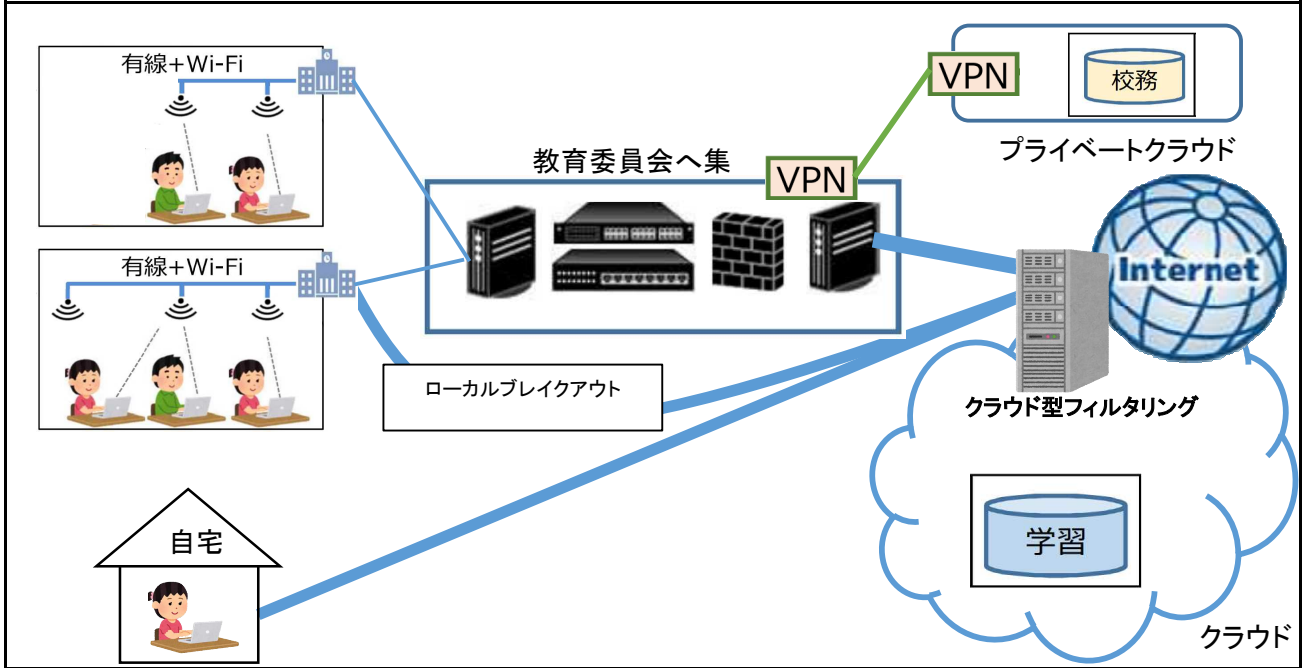 有線+Wi-Fi
有線+Wi-Fi
教育委員会へ集
VPN
VPN
校務
プライベートクラウド
Internet
ローカルブレイクアウト
クラウド型フィルタリング
自宅
学習
クラウド